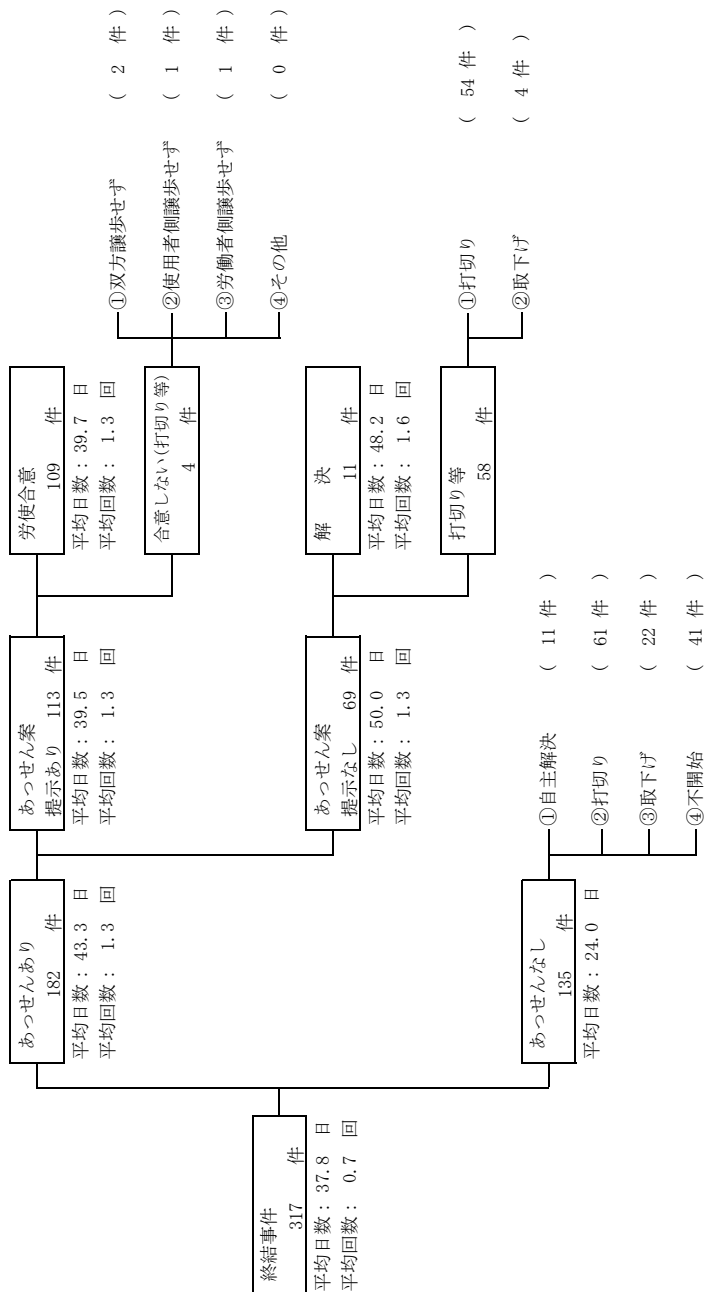 終結事件
317 件
平均日数： 37.8 日
平均回数： 0.7 回
あっせんあり
182 件
平均日数： 43.3 日
平均回数： 1.3 回
あっせんなし
135 件
平均日数： 24.0 日
あっせん案
提示あり 113 件
平均日数： 39.5 日
平均回数： 1.3 回
あっせん案
提示なし 69 件
平均日数： 50.0 日
平均回数： 1.3 回
①自主解決 （ 11 件 ）
②打切り （ 61 件 ）
③取下げ （ 22 件 ）
④不開始 （ 41 件 ）
労使合意
109 件
平均日数： 39.7 日
平均回数： 1.3 回
合意しない（打切り等）
4 件
解 決
11 件
平均日数： 48.2 日
平均回数： 1.6 回
打切り等
58 件
①双方譲歩せず （ 2 件 ）
②使用者側譲歩せず （ 1 件 ）
③労働者側譲歩せず （ 1 件 ）
④その他 （ 0 件 ）
①打切り （ 54 件 ）
②取下げ （ 4 件 ）